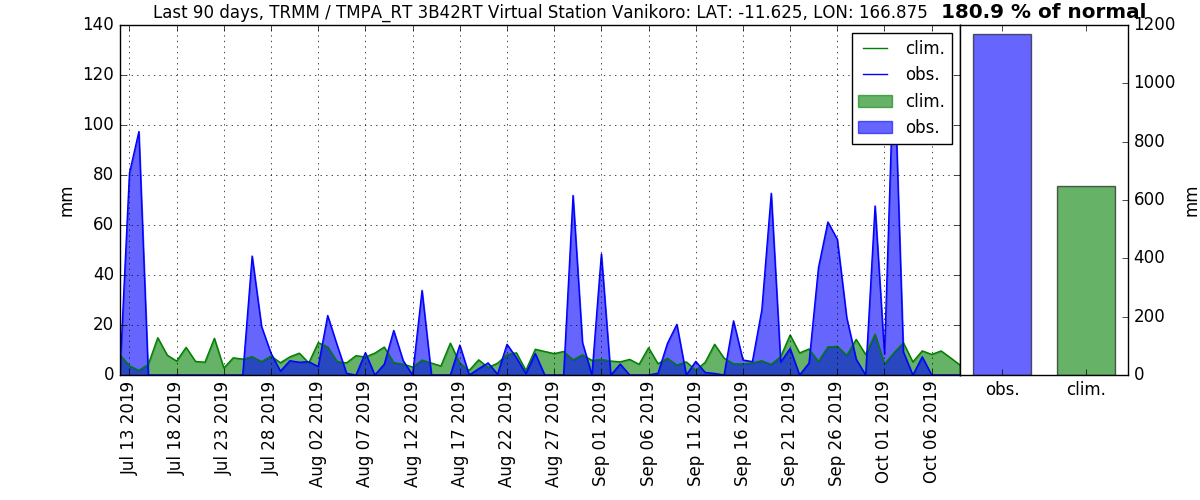 Last 90 days, TRMM / TMPA_RT 3B42RT Virtual Station Vanikoro: LAT: -11.625, LON: 166.875
180.9 % of normal
140
120
100
80
60
40
20
0
mm
clim.
obs.
clim.
obs.
Jul 13 2019
Jul 18 2019
Jul 23 2019
Jul 28 2019
Aug 02 2019
Aug 07 2019
Aug 12 2019
Aug 17 2019
Aug 22 2019
Aug 27 2019
Sep 01 2019
Sep 06 2019
Sep 11 2019
Sep 16 2019
Sep 21 2019
Sep 26 2019
Oct 01 2019
Oct 06 2019
1200
1000
800
600
400
200
0
mm
obs.
clim.